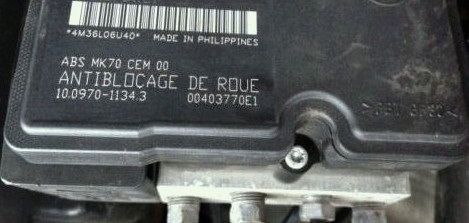 *4M36L06U40* MADE IN PHILIPPINES
ABS MK70 CEM 00
ANTIBLOÇAGE DE ROUE
10.0970-1134.3 00403770E1